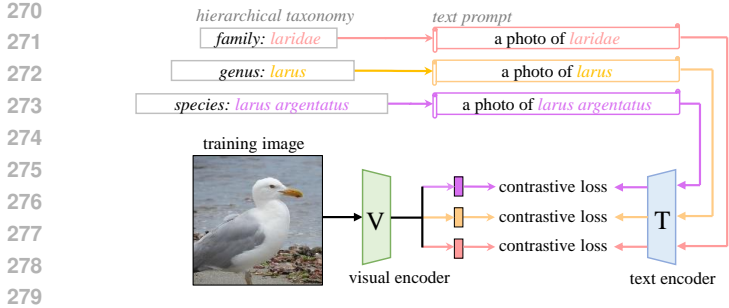 270
hierarchical taxonomy text prompt
271
family: laridae a photo of laridae
272
genus: larus a photo of larus
273
species: larus argentatus a photo of larus argentatus
274
training image
275
contrastive loss
276
V contrastive loss T
277
contrastive loss
278
visual encoder text encoder
279